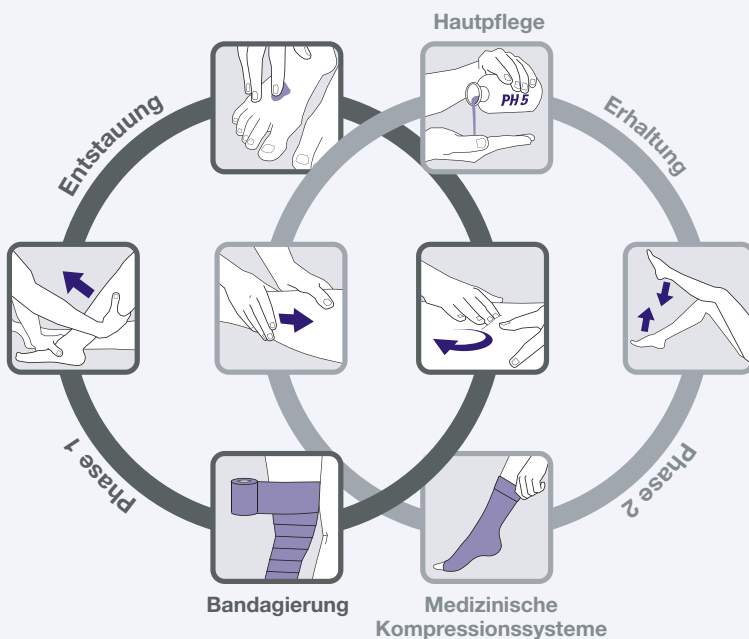 Hautpflege
Entstauung
PH 5
Erhaltung
Phase 1
Phase 2
Bandagierung
Medizinische
Kompressionssysteme